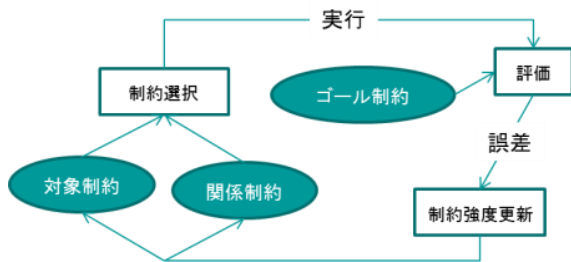 実行
制約選択
ゴール制約
評価
誤差
対象制約
関係制約
制約強度更新